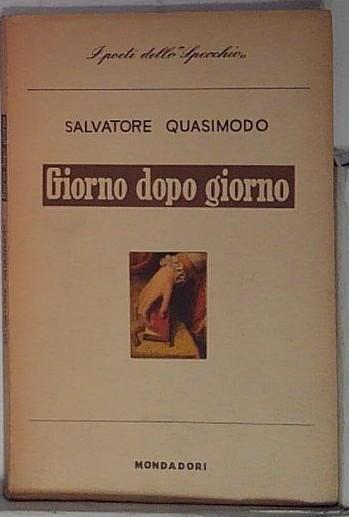 I poeti dello "Specchio"
SALVATORE QUASIMODO
Giorno dopo giorno
MONDADORI